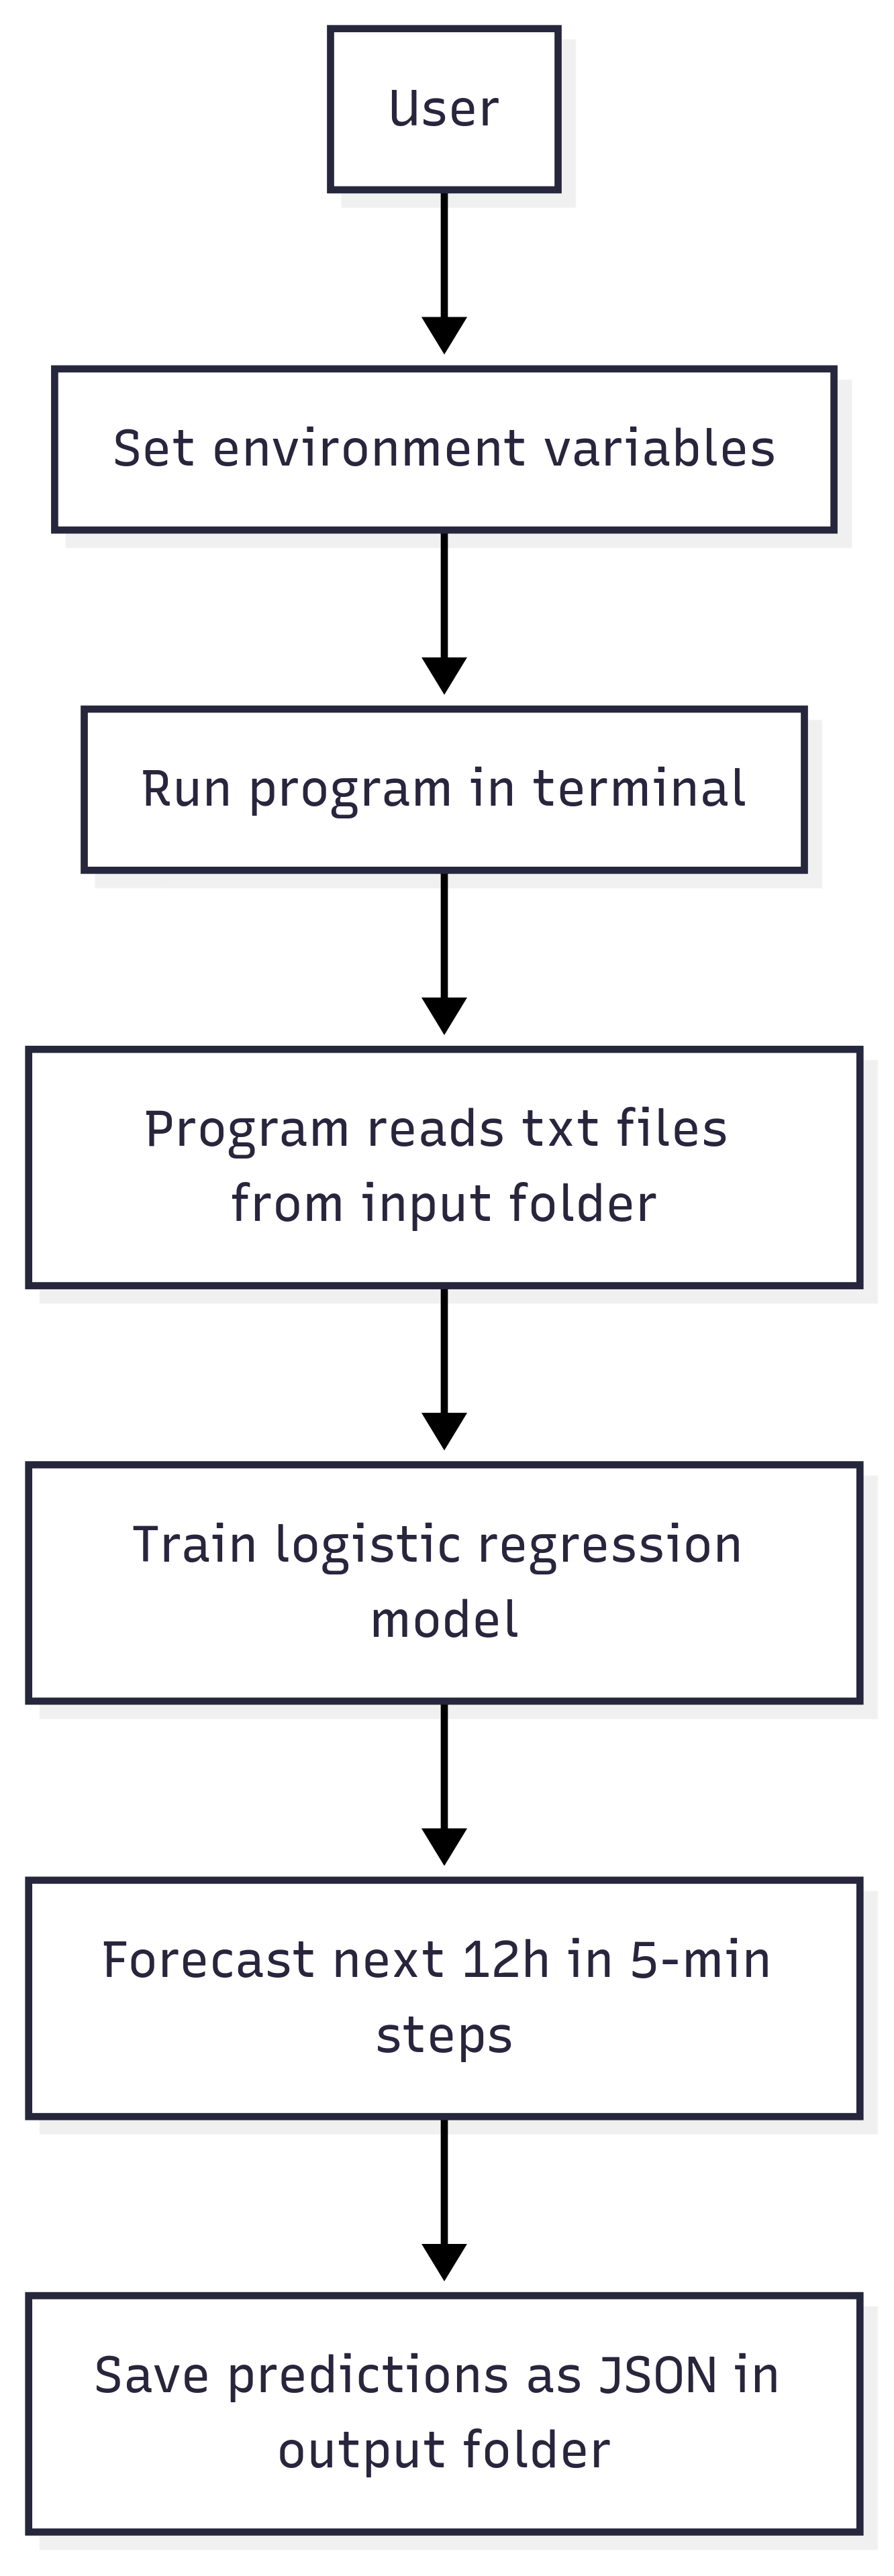 User
Set environment variables
Run program in terminal
Program reads txt files
from input folder
Train logistic regression
model
Forecast next 12h in 5-min
steps
Save predictions as JSON in
output folder